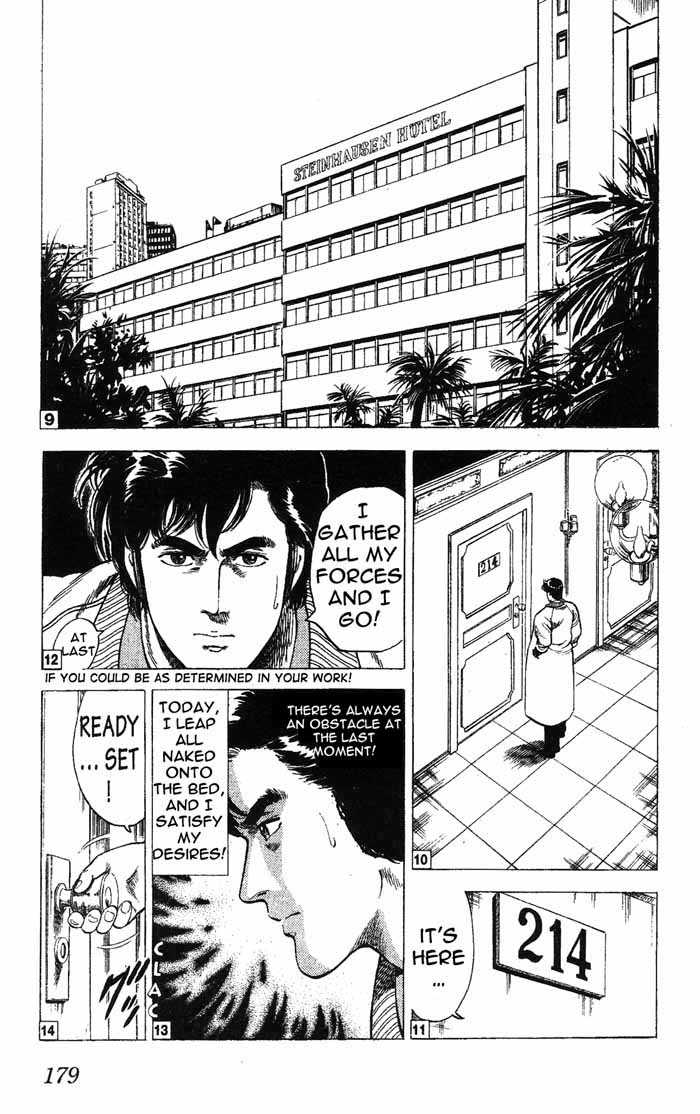 STEINHAUSEN HOTEL
9
214
10
IT'S
HERE
...
214
11
I
GATHER
ALL MY
FORCES
AND I
GO!
AT
LAST
12
IF YOU COULD BE AS DETERMINED IN YOUR WORK!
THERE'S ALWAYS
AN OBSTACLE AT
THE LAST
MOMENT!
TODAY,
I LEAP
ALL
NAKED
ONTO
THE BED,
AND I
SATISFY
MY
DESIRES!
CLAC
13
READY
... SET
!
グッ
14
179